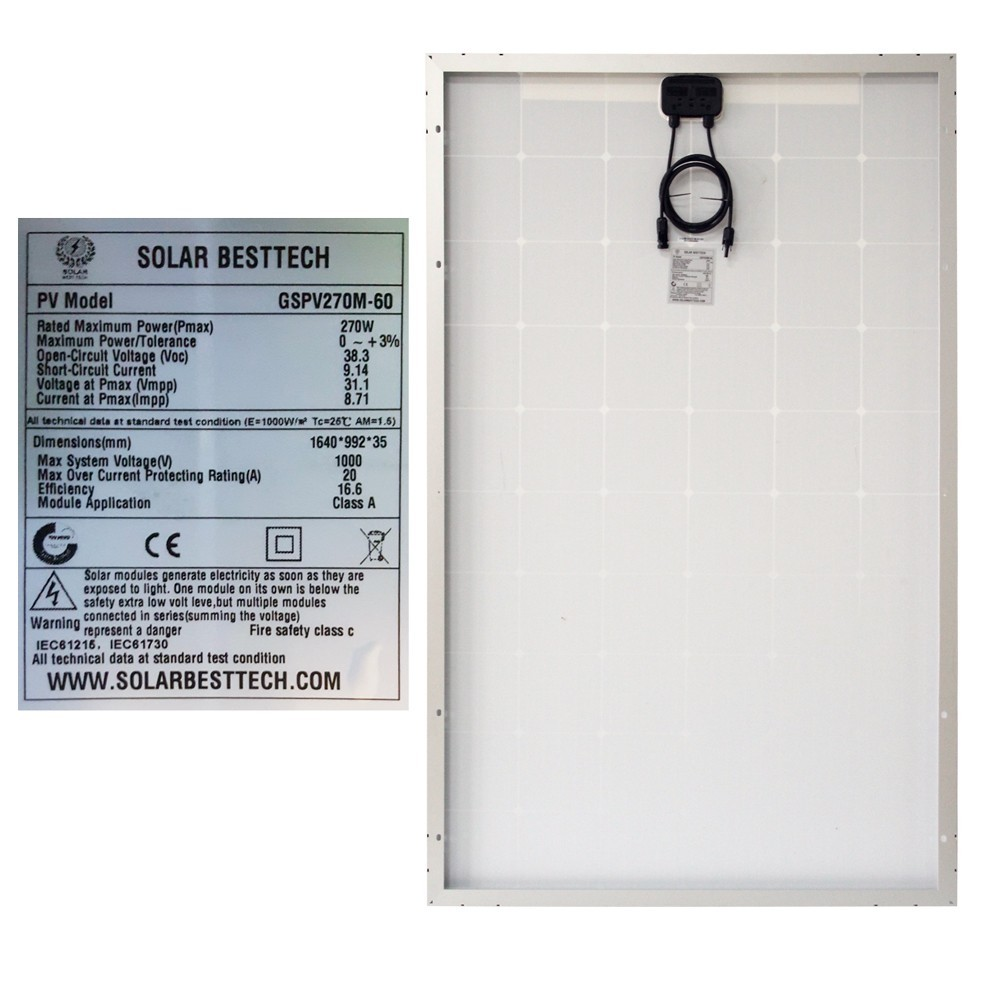 SOLAR
BEST TECH
SOLAR BESTTECH
PV Model GSPV270M-60
Rated Maximum Power(Pmax) 270W
Maximum Power/Tolerance 0 ~ +3%
Open-Circuit Voltage (Voc) 38.3
Short-Circuit Current 9.14
Voltage at Pmax (Vmpp) 31.1
Current at Pmax(Impp) 8.71
All technical data at standard test condition (E=1000W/m² Tc=25℃ AM=1.5)
Dimensions(mm) 1640*992*35
Max System Voltage(V) 1000
Max Over Current Protecting Rating(A) 20
Efficiency 16.6
Module Application Class A
CE
Solar modules generate electricity as soon as they are
exposed to light. One module on its own is below the
safety extra low volt leve,but multiple modules
connected in series(summing the voltage)
Warning represent a danger Fire safety class c
IEC61215, IEC61730
All technical data at standard test condition
WWW.SOLARBESTTECH.COM
SOLAR BESTTECH
WWW.SOLARBESTTECH.COM